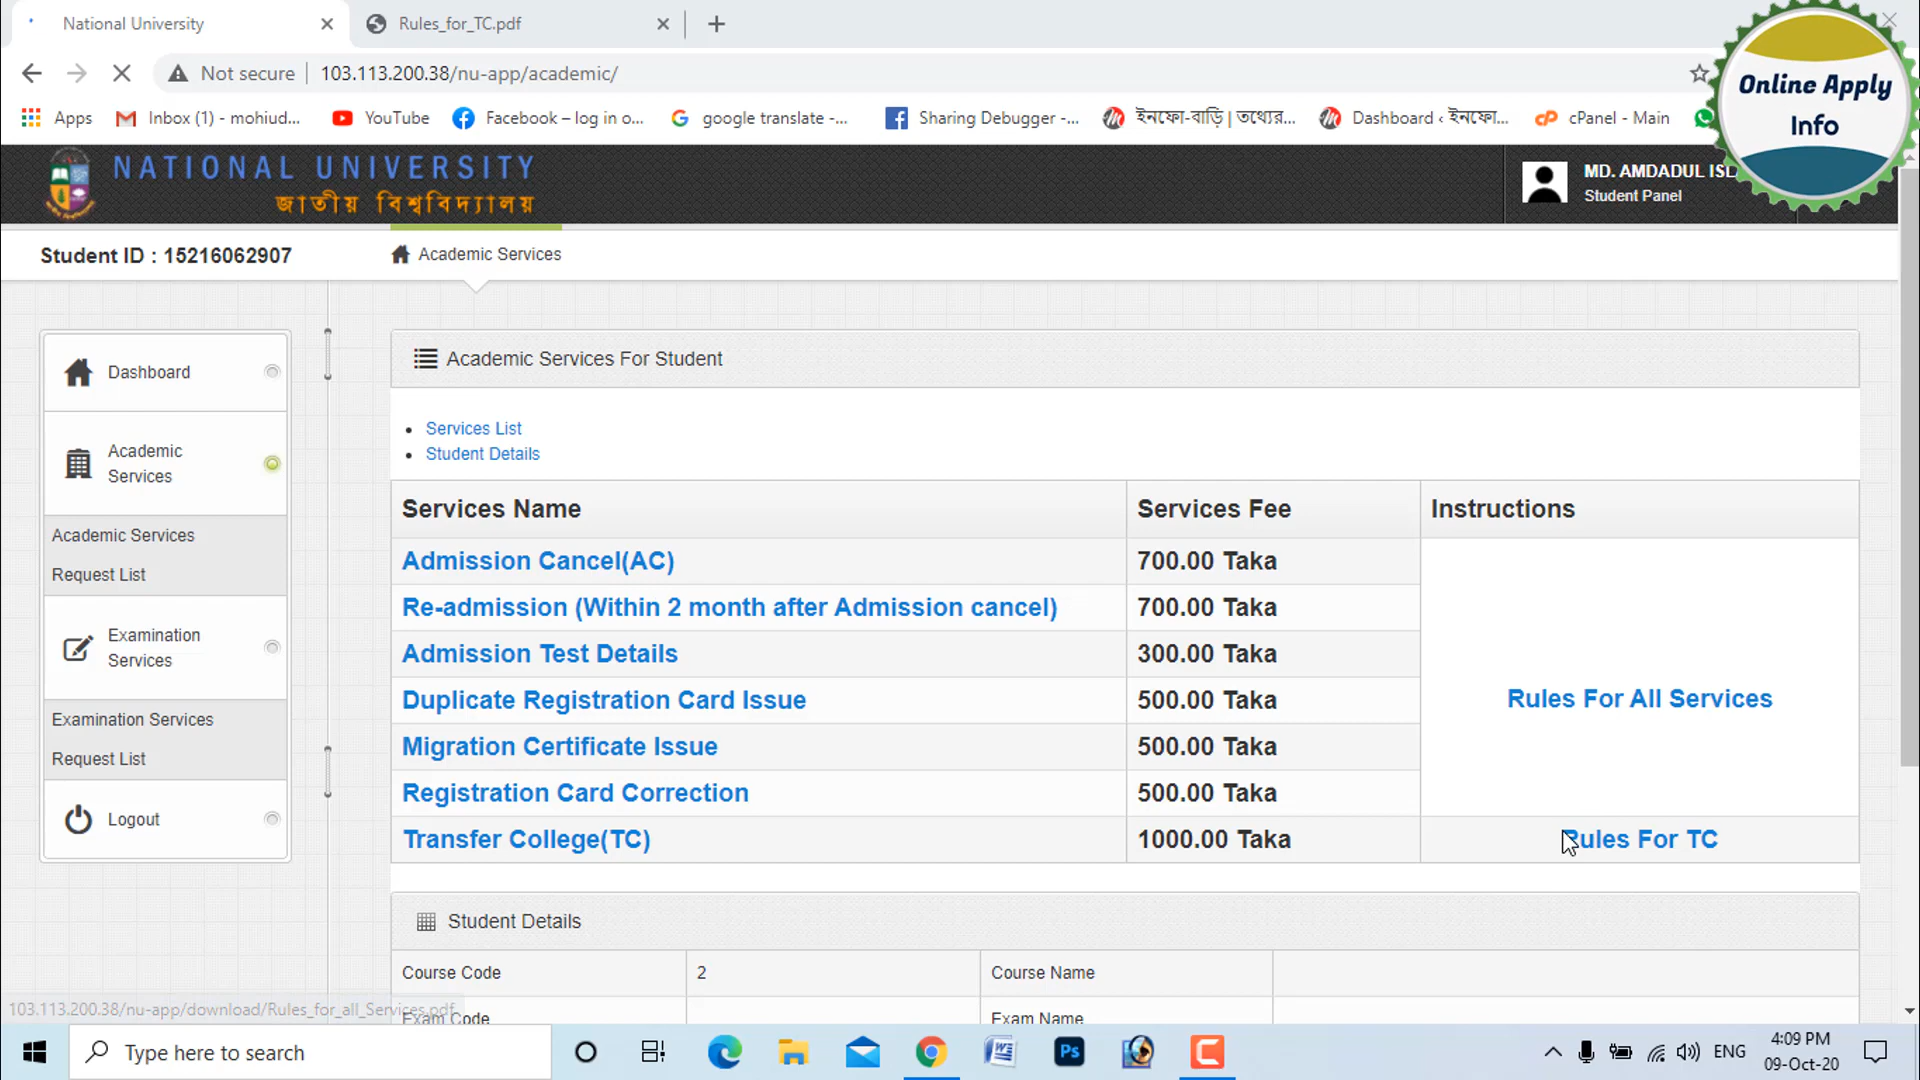 National University
Rules_for_TC.pdf
Not secure
103.113.200.38/nu-app/academic/
Apps
Inbox (1) - mohiud...
YouTube
Facebook – log in o...
google translate -...
Sharing Debugger -...
ইনফো-বাড়ি | তথ্যের...
Dashboard ‹ ইনফো...
cPanel - Main
Online Apply
Info
NATIONAL UNIVERSITY
জাতীয় বিশ্ববিদ্যালয়
MD. AMDADUL ISL
Student Panel
Student ID : 15216062907
Academic Services
Dashboard
Academic
Services
Academic Services
Request List
Examination
Services
Examination Services
Request List
Logout
Academic Services For Student
Services List
Student Details
Services Name Services Fee Instructions
Admission Cancel(AC) 700.00 Taka
Re-admission (Within 2 month after Admission cancel) 700.00 Taka
Admission Test Details 300.00 Taka
Duplicate Registration Card Issue 500.00 Taka Rules For All Services
Migration Certificate Issue 500.00 Taka
Registration Card Correction 500.00 Taka
Transfer College(TC) 1000.00 Taka Rules For TC
Student Details
Course Code 2 Course Name
Exam Code Exam Name
103.113.200.38/nu-app/download/Rules_for_all_Services.pdf
Type here to search
ENG
4:09 PM
09-Oct-20